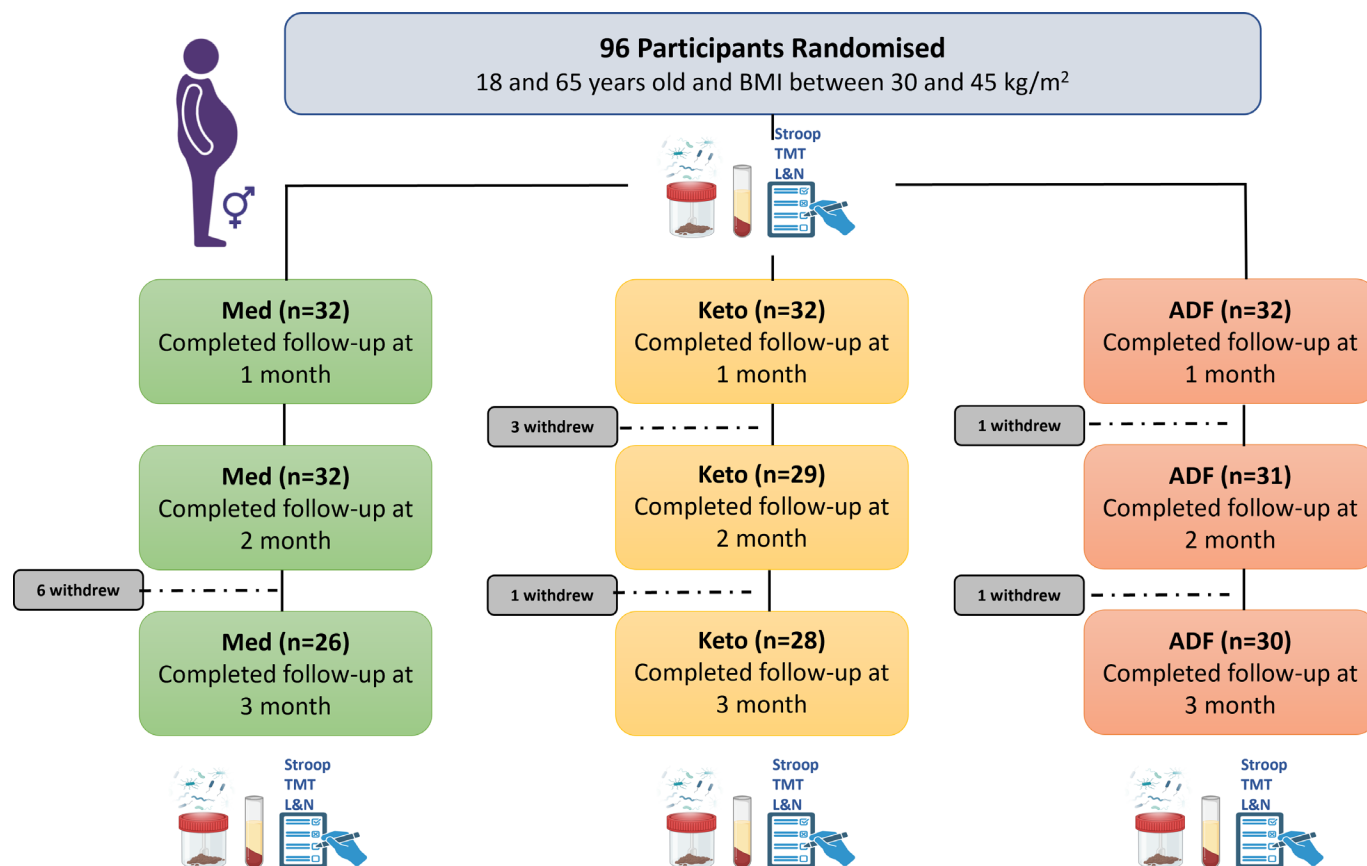 96 Participants Randomised
18 and 65 years old and BMI between 30 and 45 kg/m²
Stroop
TMT
L&N
Med (n=32)
Completed follow-up at
1 month
Keto (n=32)
Completed follow-up at
1 month
ADF (n=32)
Completed follow-up at
1 month
3 withdrew
1 withdrew
Med (n=32)
Completed follow-up at
2 month
Keto (n=29)
Completed follow-up at
2 month
ADF (n=31)
Completed follow-up at
2 month
6 withdrew
1 withdrew
1 withdrew
Med (n=26)
Completed follow-up at
3 month
Keto (n=28)
Completed follow-up at
3 month
ADF (n=30)
Completed follow-up at
3 month
Stroop
TMT
L&N
Stroop
TMT
L&N
Stroop
TMT
L&N